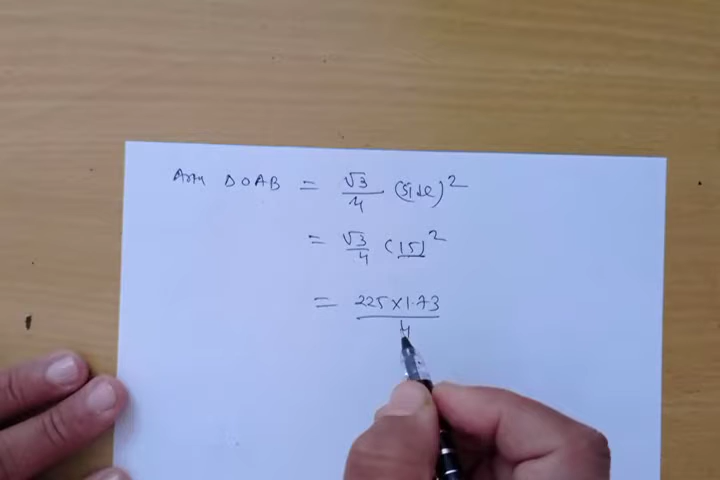 Area ΔOAB = √3/4 (side)²
= √3/4 (15)²
= 225×1.73/4